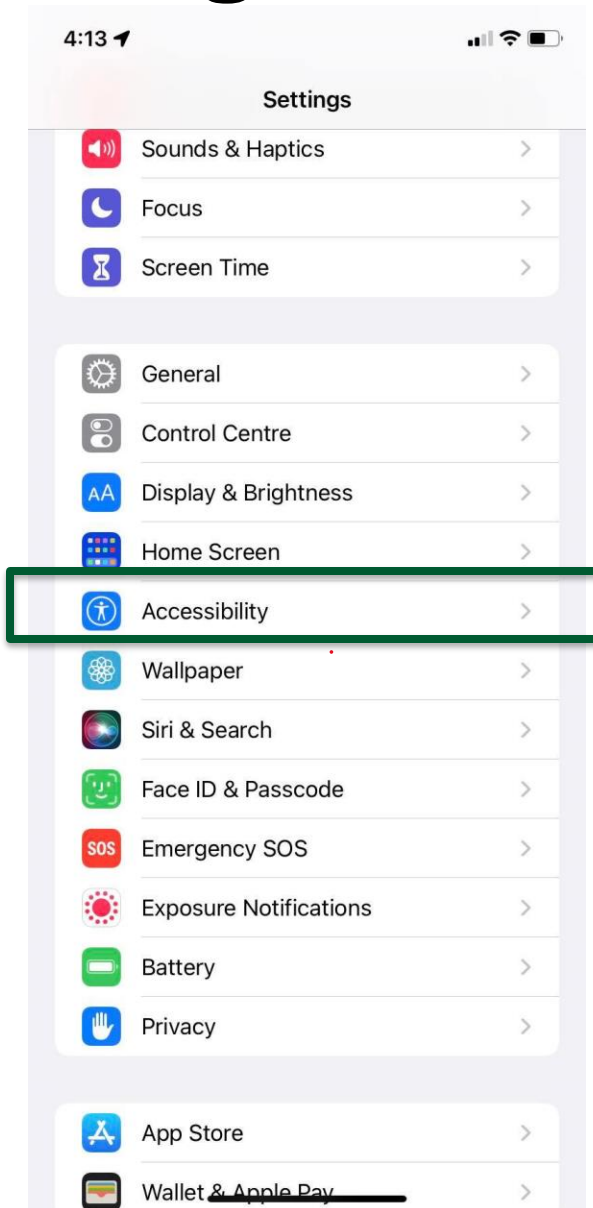 4:13
Settings
Sounds & Haptics
Focus
Screen Time
General
Control Centre
AA Display & Brightness
Home Screen
Accessibility
Wallpaper
Siri & Search
Face ID & Passcode
SOS Emergency SOS
Exposure Notifications
Battery
Privacy
App Store
Wallet & Apple Pay